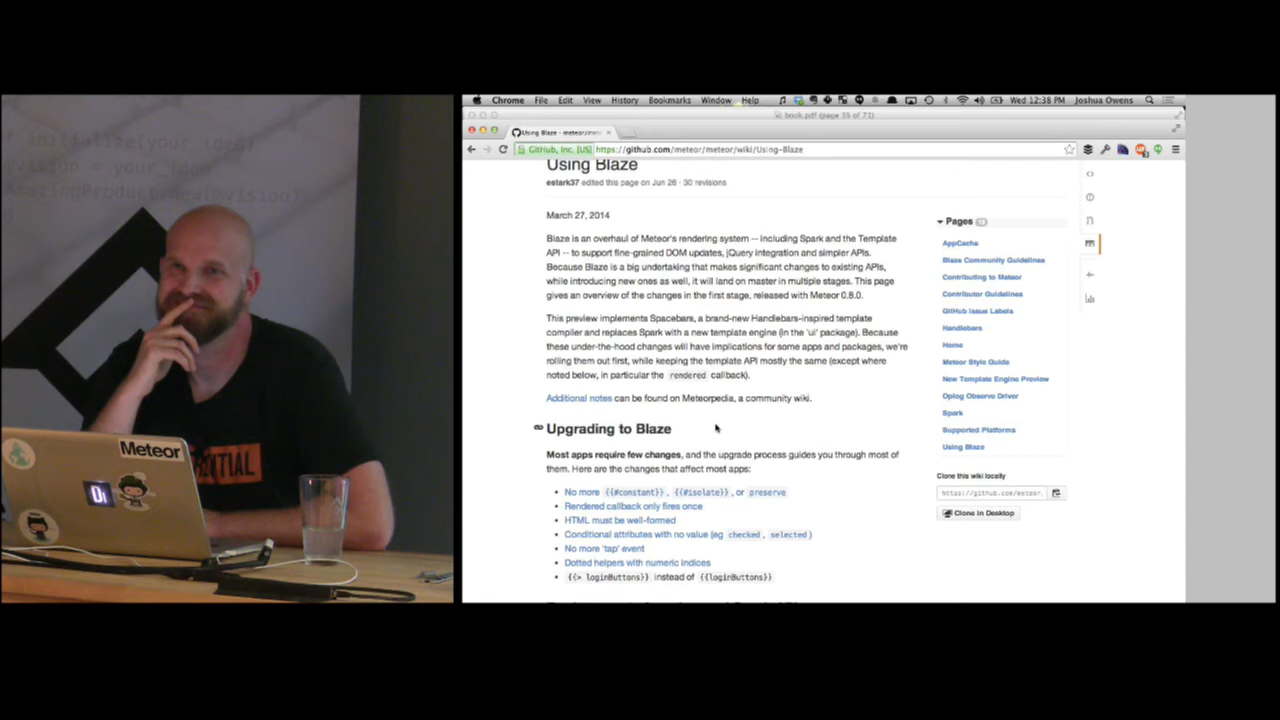 f initialize(your_team)
vision = your_team
Meteor
Di
NTIAL
Chrome File Edit View History Bookmarks Window Help Wed 12:38 PM Joshua Owens
book.pdf (page 39 of 71)
Using Blaze · meteor/mete
GitHub, Inc. [US] https://github.com/meteor/meteor/wiki/Using-Blaze
Using Blaze
estark37 edited this page on Jun 26 · 30 revisions
March 27, 2014
Blaze is an overhaul of Meteor's rendering system -- including Spark and the Template
API -- to support fine-grained DOM updates, jQuery integration and simpler APIs.
Because Blaze is a big undertaking that makes significant changes to existing APIs,
while introducing new ones as well, it will land on master in multiple stages. This page
gives an overview of the changes in the first stage, released with Meteor 0.8.0.
This preview implements Spacebars, a brand-new Handlebars-inspired template
compiler and replaces Spark with a new template engine (in the 'ui' package). Because
these under-the-hood changes will have implications for some apps and packages, we're
rolling them out first, while keeping the template API mostly the same (except where
noted below, in particular the rendered callback).
Additional notes can be found on Meteorpedia, a community wiki.
Upgrading to Blaze
Most apps require few changes, and the upgrade process guides you through most of
them. Here are the changes that affect most apps:
• No more {{#constant}}, {{#isolate}}, or preserve
• Rendered callback only fires once
• HTML must be well-formed
• Conditional attributes with no value (eg checked, selected)
• No more 'tap' event
• Dotted helpers with numeric indices
• {{> loginButtons}} instead of {{loginButtons}}
Pages 13
AppCache
Blaze Community Guidelines
Contributing to Meteor
Contributor Guidelines
GitHub Issue Labels
Handlebars
Home
Meteor Style Guide
New Template Engine Preview
Oplog Observe Driver
Spark
Supported Platforms
Using Blaze
Clone this wiki locally
https://github.com/meteor.
Clone in Desktop